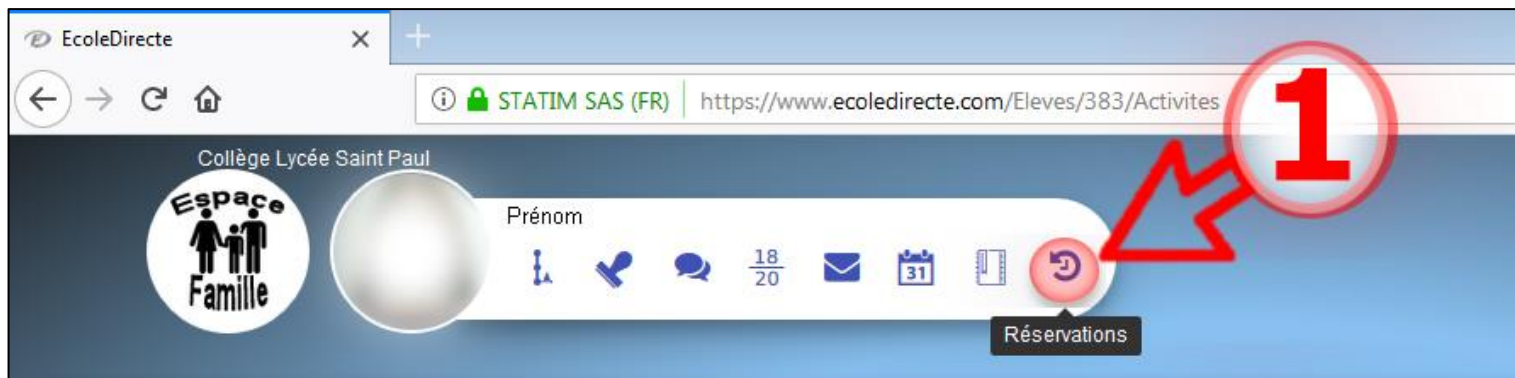 EcoleDirecte
STATIM SAS (FR) https://www.ecoledirecte.com/Eleves/383/Activites
1
Collège Lycée Saint Paul
Espace
Famille
Prénom
18
20
31
Réservations